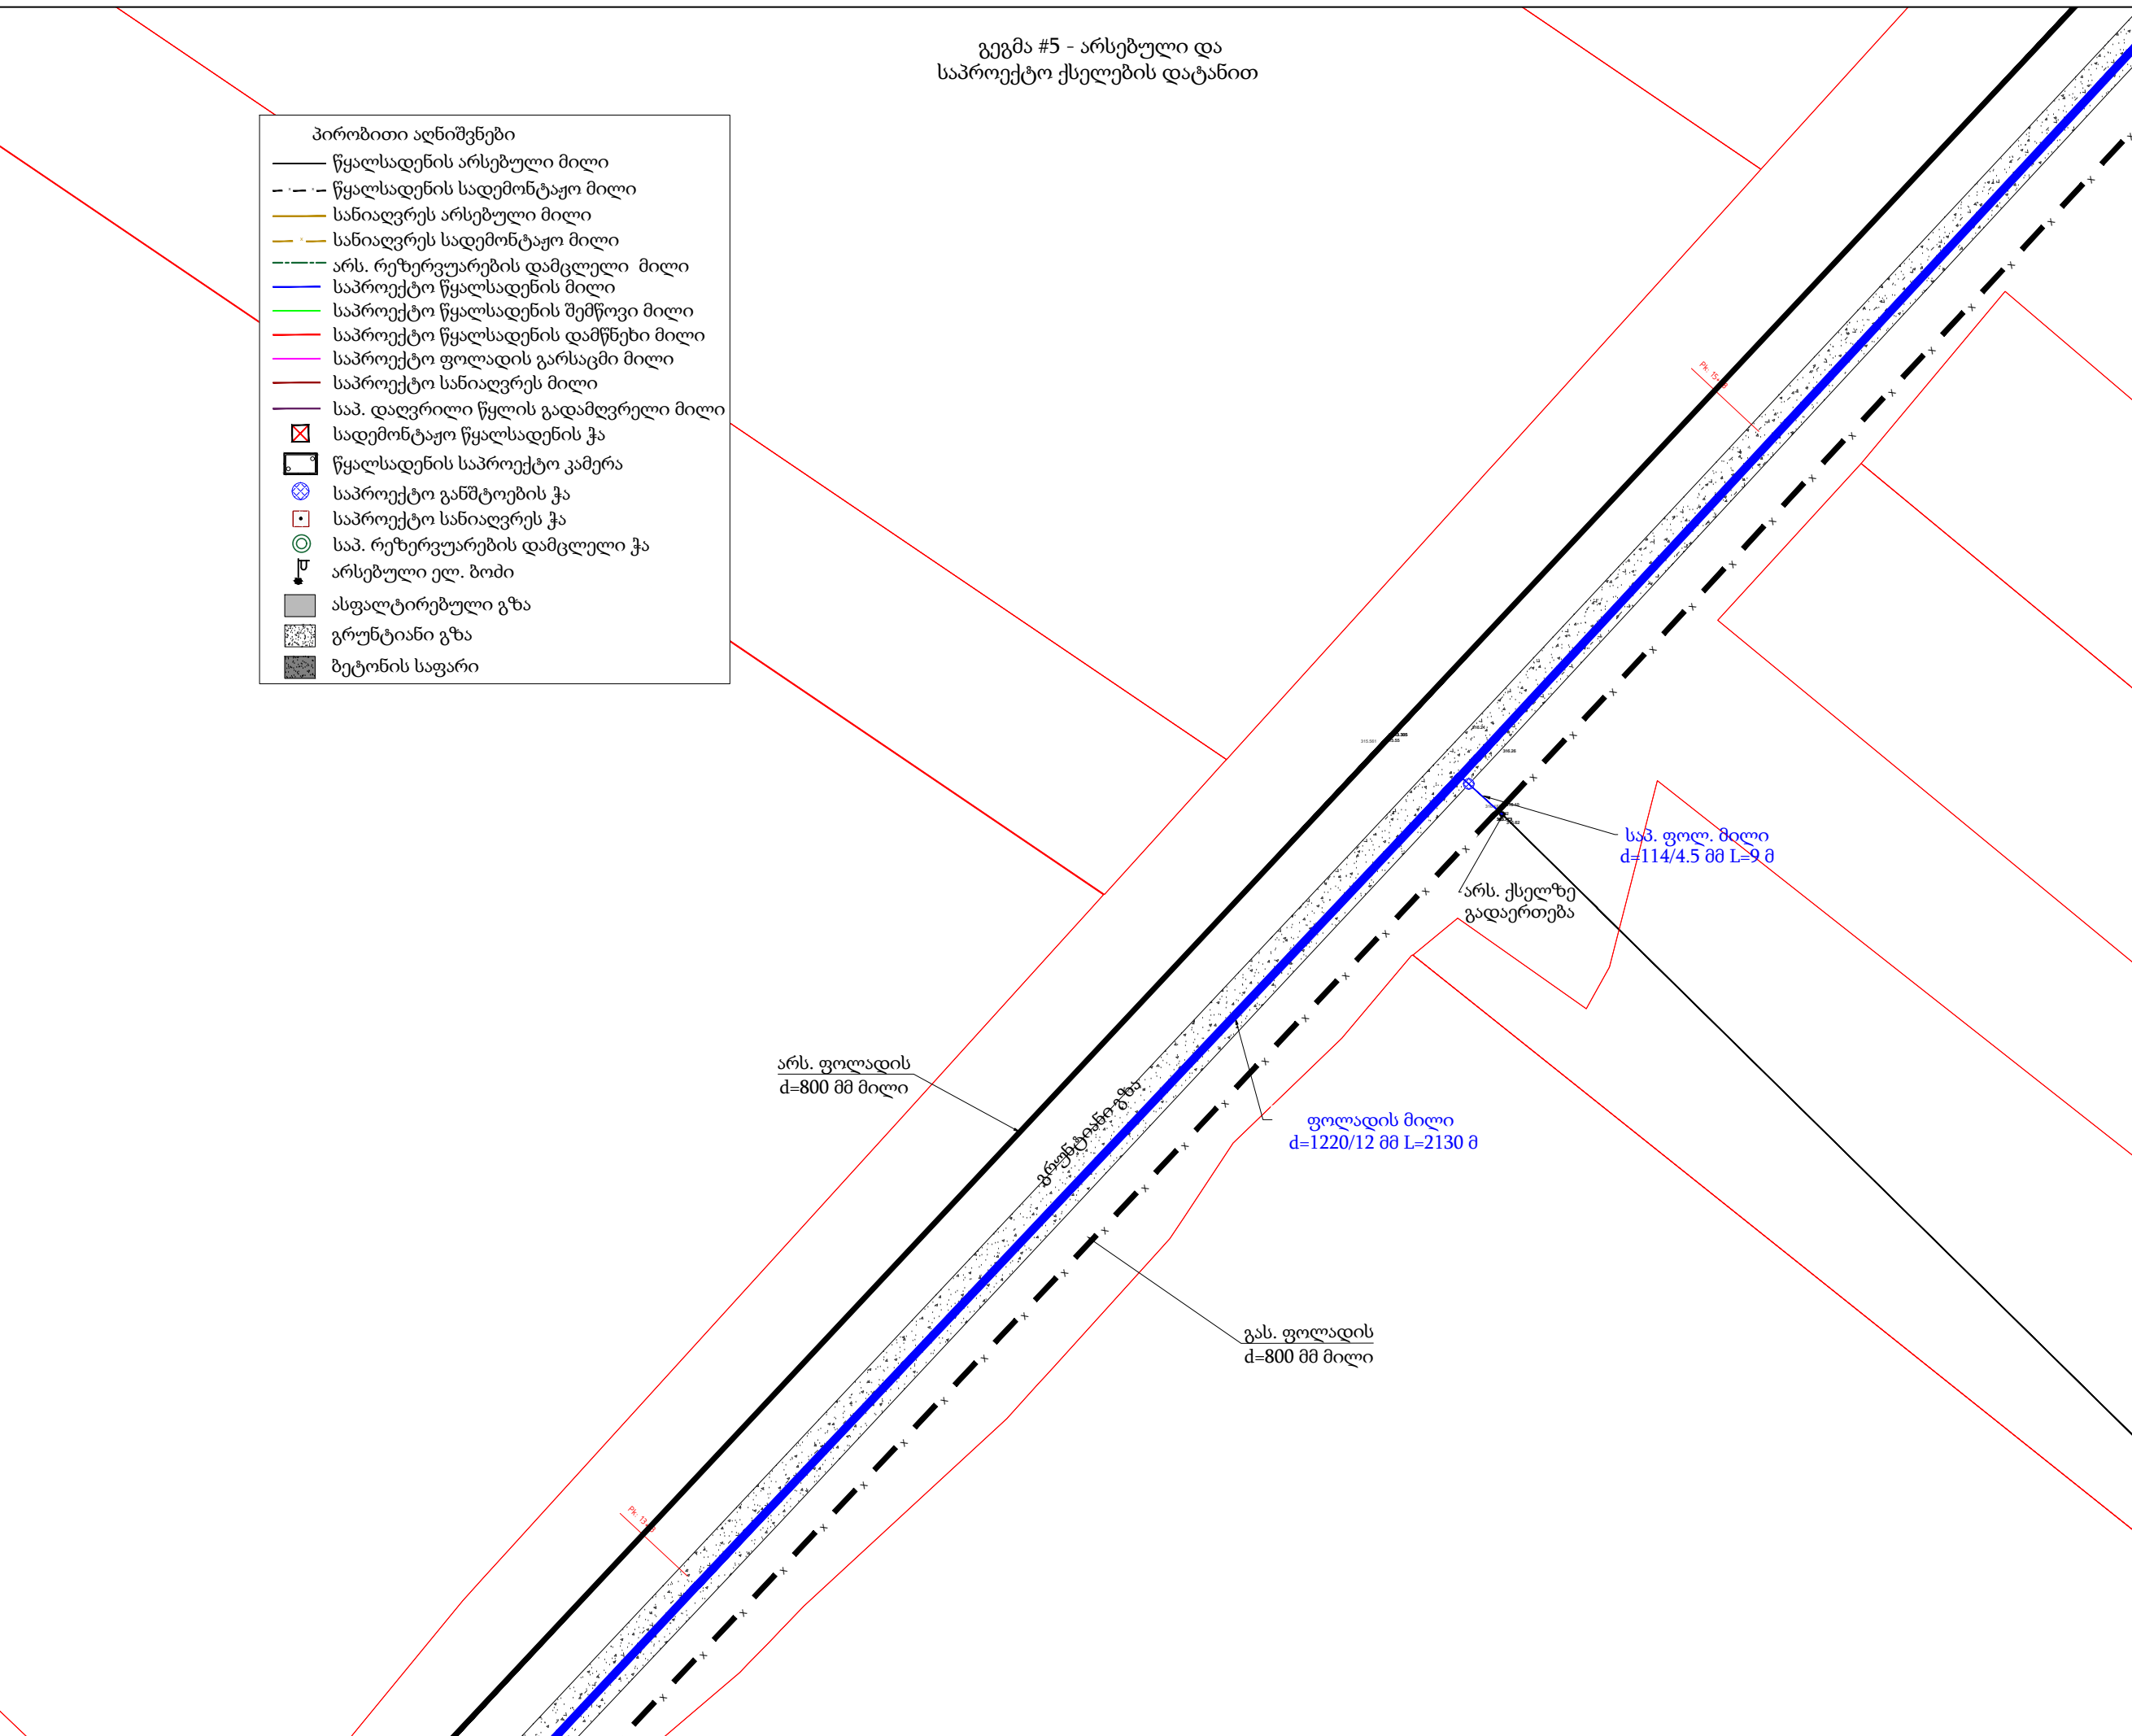 გეგმა #5 - არსებული და
საპროექტო ქსელების დატანით
პირობითი აღნიშვნები
წყალსადენის არსებული მილი
წყალსადენის სადემონტაჟო მილი
სანიაღვრეს არსებული მილი
სანიაღვრეს სადემონტაჟო მილი
არს. რეზერვუარების დამცლელი მილი
საპროექტო წყალსადენის მილი
საპროექტო წყალსადენის შემწოვი მილი
საპროექტო წყალსადენის დამწნეხი მილი
საპროექტო ფოლადის გარსაცმი მილი
საპროექტო სანიაღვრეს მილი
საპ. დაღვრილი წყლის გადამღვრელი მილი
სადემონტაჟო წყალსადენის ჭა
წყალსადენის საპროექტო კამერა
საპროექტო განშტოების ჭა
საპროექტო სანიაღვრეს ჭა
საპ. რეზერვუარების დამცლელი ჭა
არსებული ელ. ბოძი
ასფალტირებული გზა
გრუნტიანი გზა
ბეტონის საფარი
საპ. ფოლ. მილი
d=114/4.5 მმ L=9 მ
არს. ქსელზე
გადაერთება
არს. ფოლადის
d=800 მმ მილი
გრუნტიანი გზა
ფოლადის მილი
d=1220/12 მმ L=2130 მ
გას. ფოლადის
d=800 მმ მილი